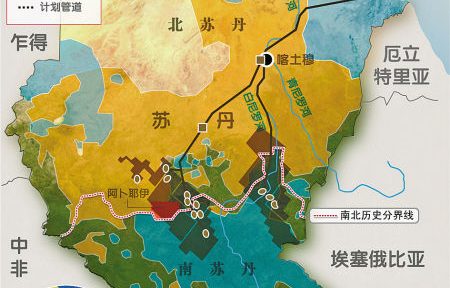 计划管道
乍得
北苏丹
河
喀土穆
厄立
特里亚
青尼罗河
白尼罗河
苏丹
阿卜耶伊
南北历史分界线
中非
埃塞俄比亚
南苏丹